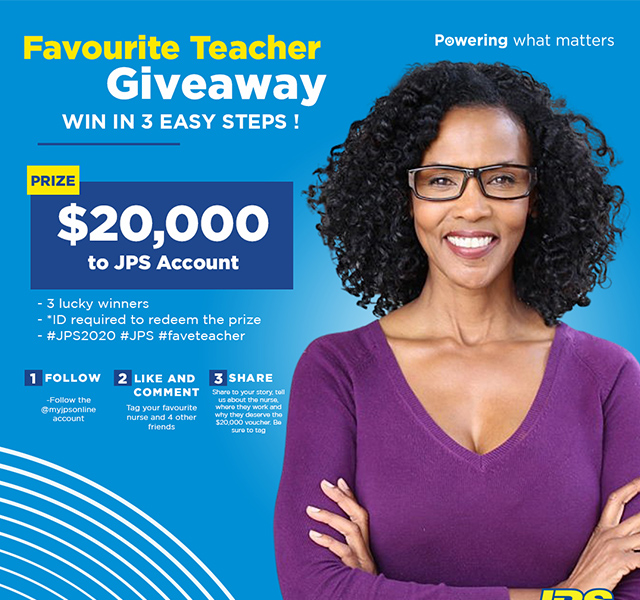 Powering what matters
Favourite Teacher
Giveaway
WIN IN 3 EASY STEPS !
PRIZE
$20,000
to JPS Account
- 3 lucky winners
- *ID required to redeem the prize
- #JPS2020 #JPS #faveteacher
1 FOLLOW
-Follow the
@myjpsonline
account
2 LIKE AND
COMMENT
Tag your favourite
nurse and 4 other
friends
3 SHARE
Share to your story, tell
us about the nurse,
where they work and
why they deserve the
$20,000 voucher. Be
sure to tag
JPS